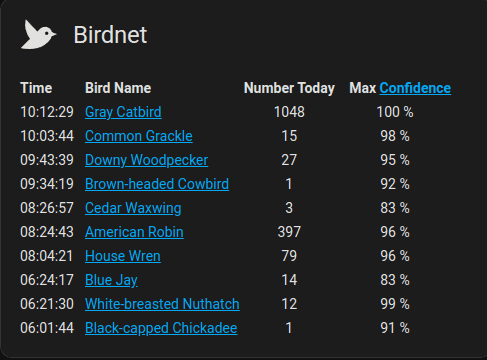 Birdnet
Time Bird Name Number Today Max Confidence
10:12:29 Gray Catbird 1048 100 %
10:03:44 Common Grackle 15 98 %
09:43:39 Downy Woodpecker 27 95 %
09:34:19 Brown-headed Cowbird 1 92 %
08:26:57 Cedar Waxwing 3 83 %
08:24:43 American Robin 397 96 %
08:04:21 House Wren 79 96 %
06:24:17 Blue Jay 14 83 %
06:21:30 White-breasted Nuthatch 12 99 %
06:01:44 Black-capped Chickadee 1 91 %